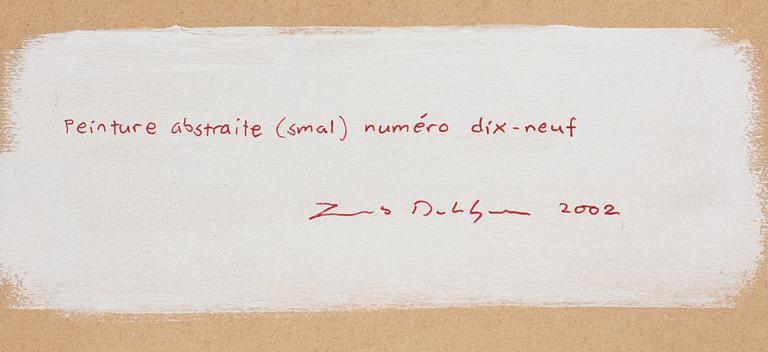 Peinture abstraite (smal) numéro dix-neuf
2002